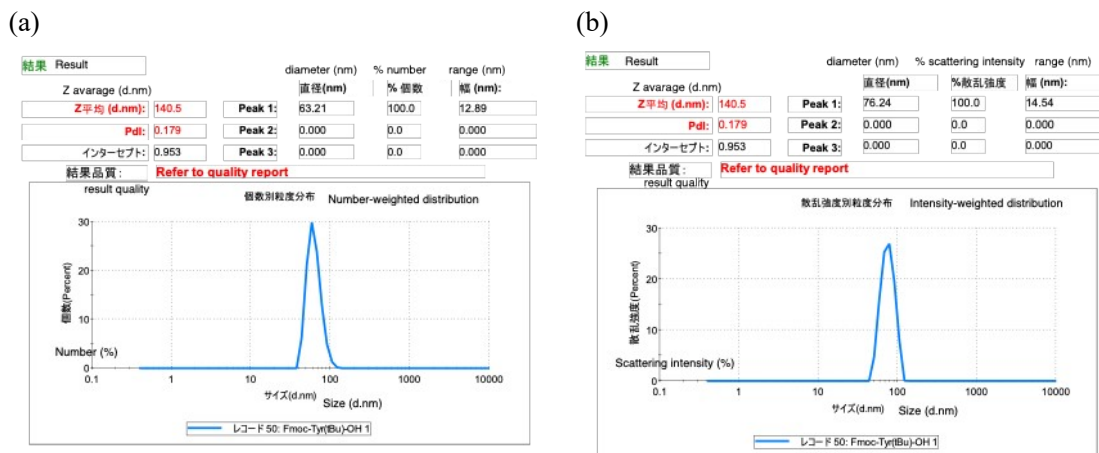 (a)
結果 Result
diameter (nm) % number range (nm)
Z avarage (d.nm) 直径(nm) % 個数 幅 (nm):
Z平均 (d.nm): 140.5 Peak 1: 63.21 100.0 12.89
PdI: 0.179 Peak 2: 0.000 0.0 0.000
インターセプト: 0.953 Peak 3: 0.000 0.0 0.000
結果品質: Refer to quality report
result quality
個数別粒度分布 Number-weighted distribution
個数(Percent)
30
20
10
0
Number (%)
0.1 1 10 100 1000 10000
サイズ(d.nm) Size (d.nm)
レコード 50: Fmoc-Tyr(tBu)-OH 1
(b)
結果 Result
diameter (nm) % scattering intensity range (nm)
Z avarage (d.nm) 直径(nm) %散乱強度 幅 (nm):
Z平均 (d.nm): 140.5 Peak 1: 76.24 100.0 14.54
PdI: 0.179 Peak 2: 0.000 0.0 0.000
インターセプト: 0.953 Peak 3: 0.000 0.0 0.000
結果品質: Refer to quality report
result quality
散乱強度別粒度分布 Intensity-weighted distribution
散乱強度(Percent)
30
20
10
0
Scattering intensity (%)
0.1 1 10 100 1000 10000
サイズ(d.nm) Size (d.nm)
レコード 50: Fmoc-Tyr(tBu)-OH 1